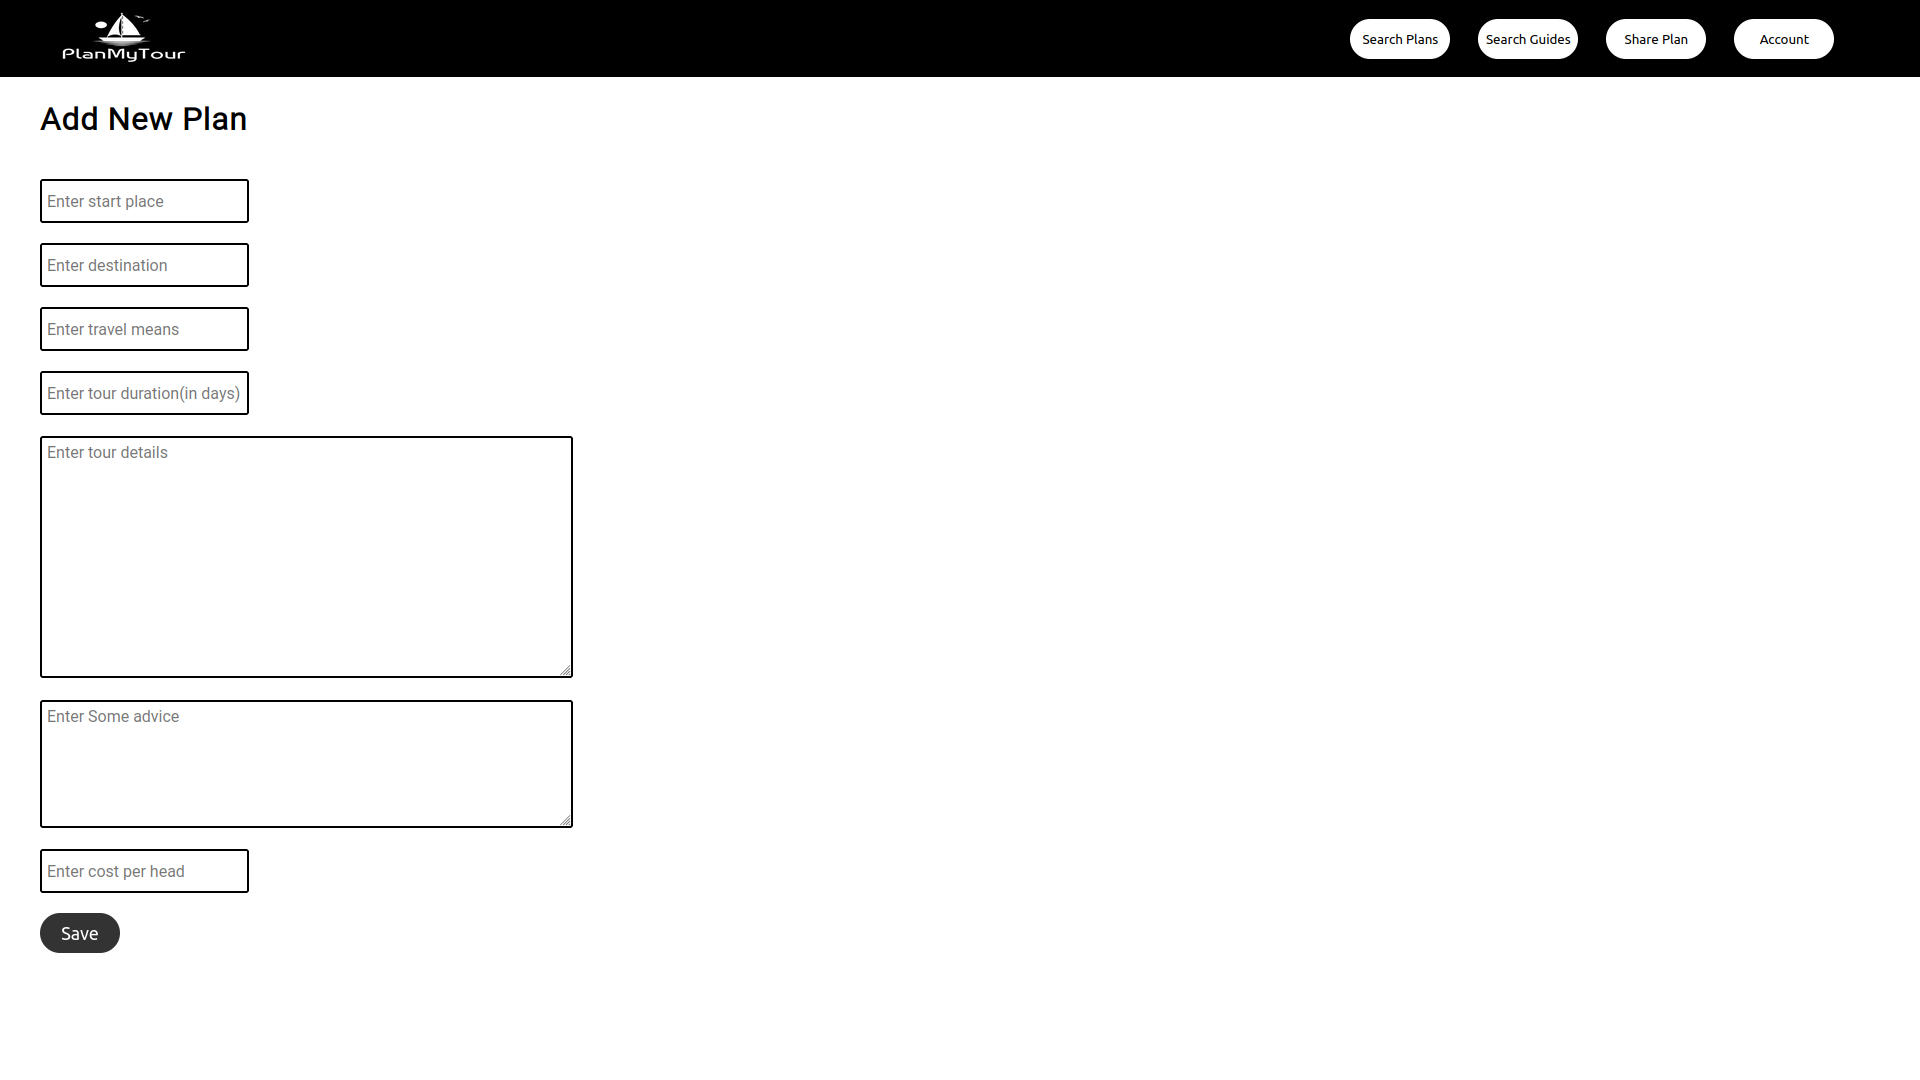 PlanMyTour
Search Plans
Search Guides
Share Plan
Account
Add New Plan
Enter start place
Enter destination
Enter travel means
Enter tour duration(in days)
Enter tour details
Enter Some advice
Enter cost per head
Save